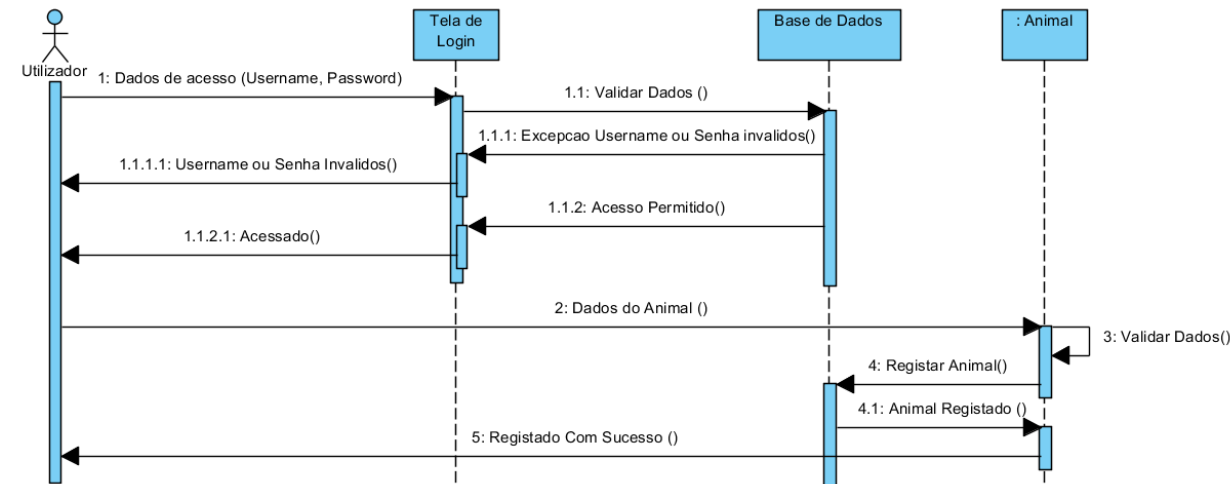 Tela de
Login
Base de Dados
: Animal
Utilizador
1: Dados de acesso (Username, Password)
1.1: Validar Dados ()
1.1.1: Excepcao Username ou Senha invalidos()
1.1.1.1: Username ou Senha Invalidos()
1.1.2: Acesso Permitido()
1.1.2.1: Acessado()
2: Dados do Animal ()
3: Validar Dados()
4: Registar Animal()
4.1: Animal Registado ()
5: Registado Com Sucesso ()